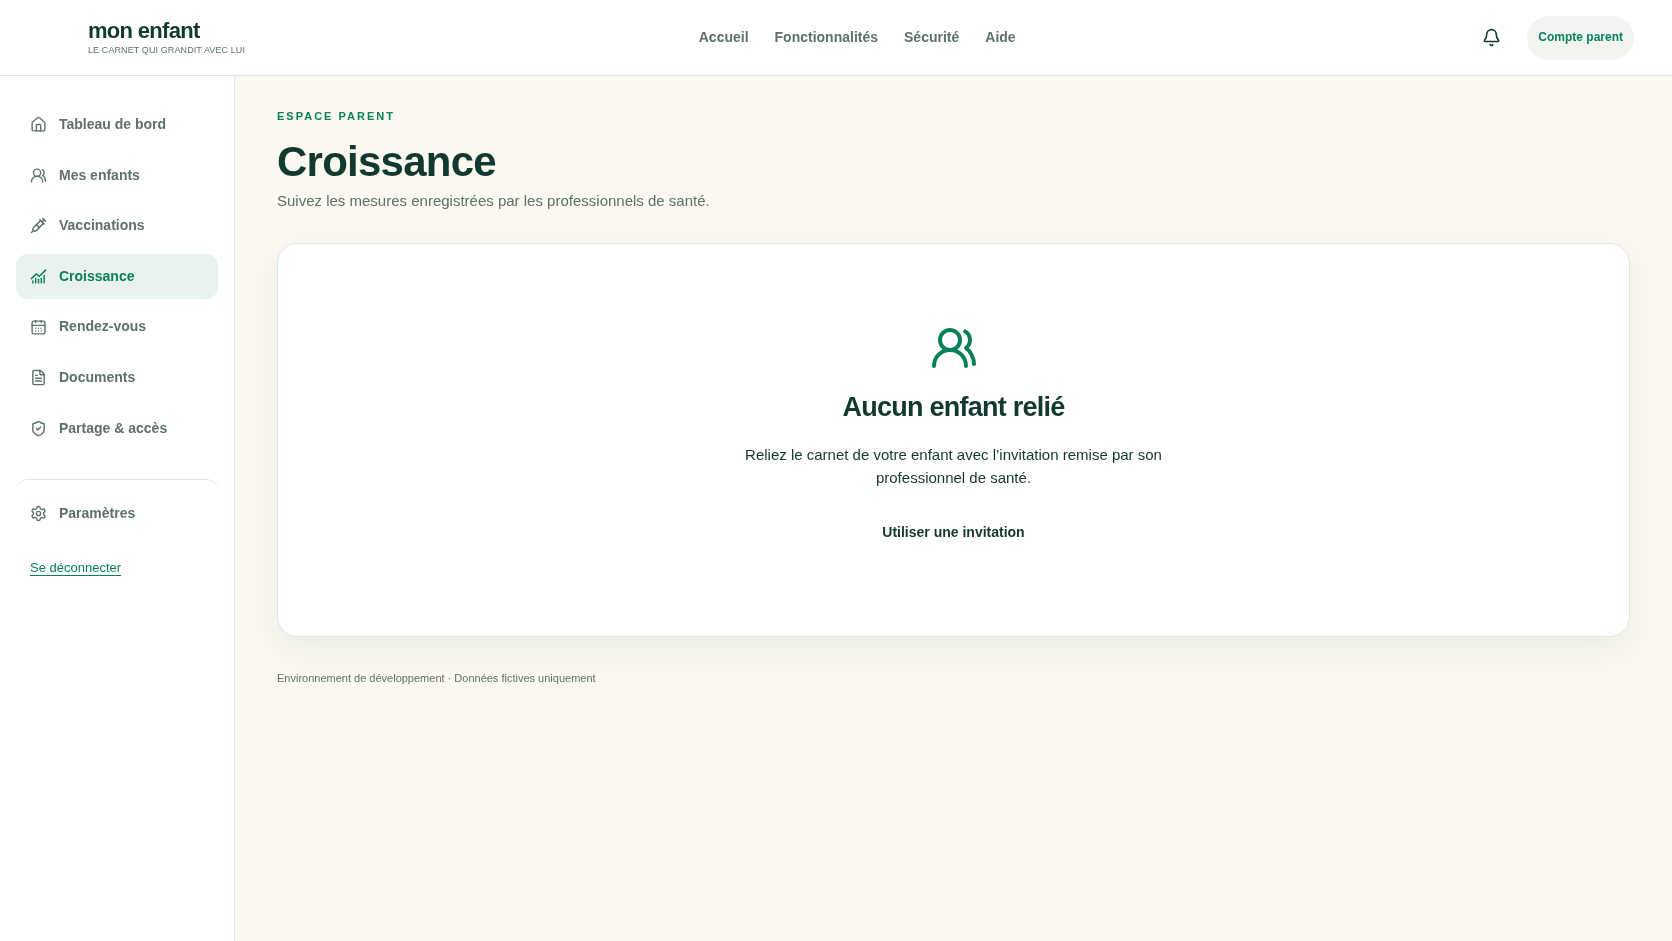 mon enfant
LE CARNET QUI GRANDIT AVEC LUI
Accueil
Fonctionnalités
Sécurité
Aide
Compte parent
Tableau de bord
Mes enfants
Vaccinations
Croissance
Rendez-vous
Documents
Partage & accès
Paramètres
Se déconnecter
ESPACE PARENT
Croissance
Suivez les mesures enregistrées par les professionnels de santé.
Aucun enfant relié
Reliez le carnet de votre enfant avec l’invitation remise par son
professionnel de santé.
Utiliser une invitation
Environnement de développement · Données fictives uniquement